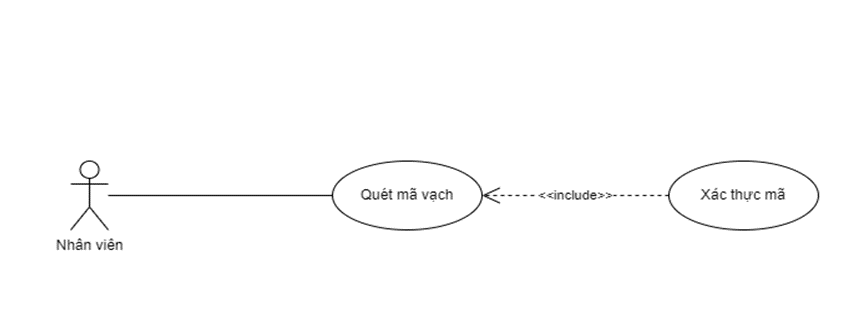 Quét mã vạch
<<include>>
Xác thực mã
Nhân viên